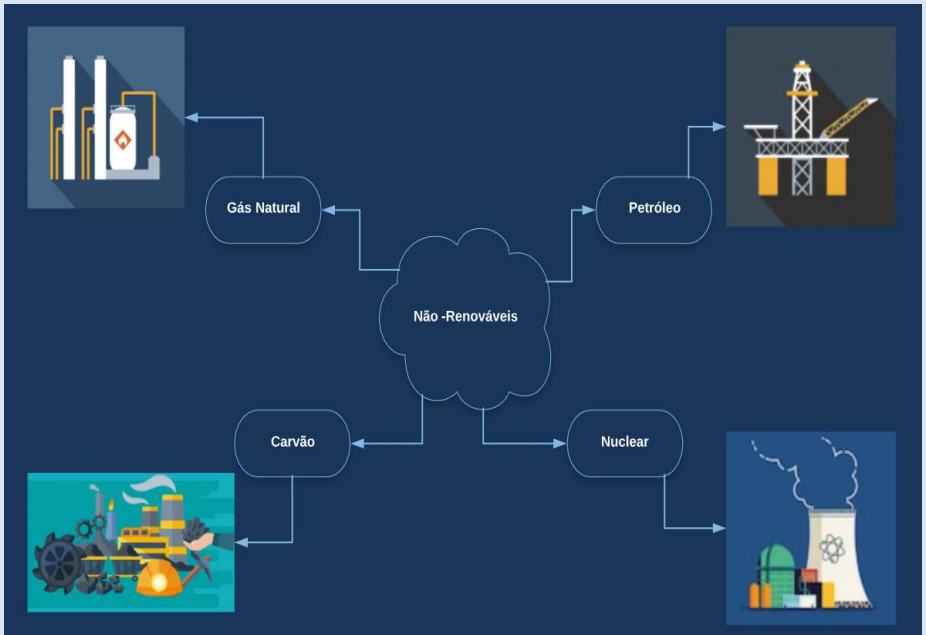 Gás Natural
Petróleo
Não -Renováveis
Carvão
Nuclear